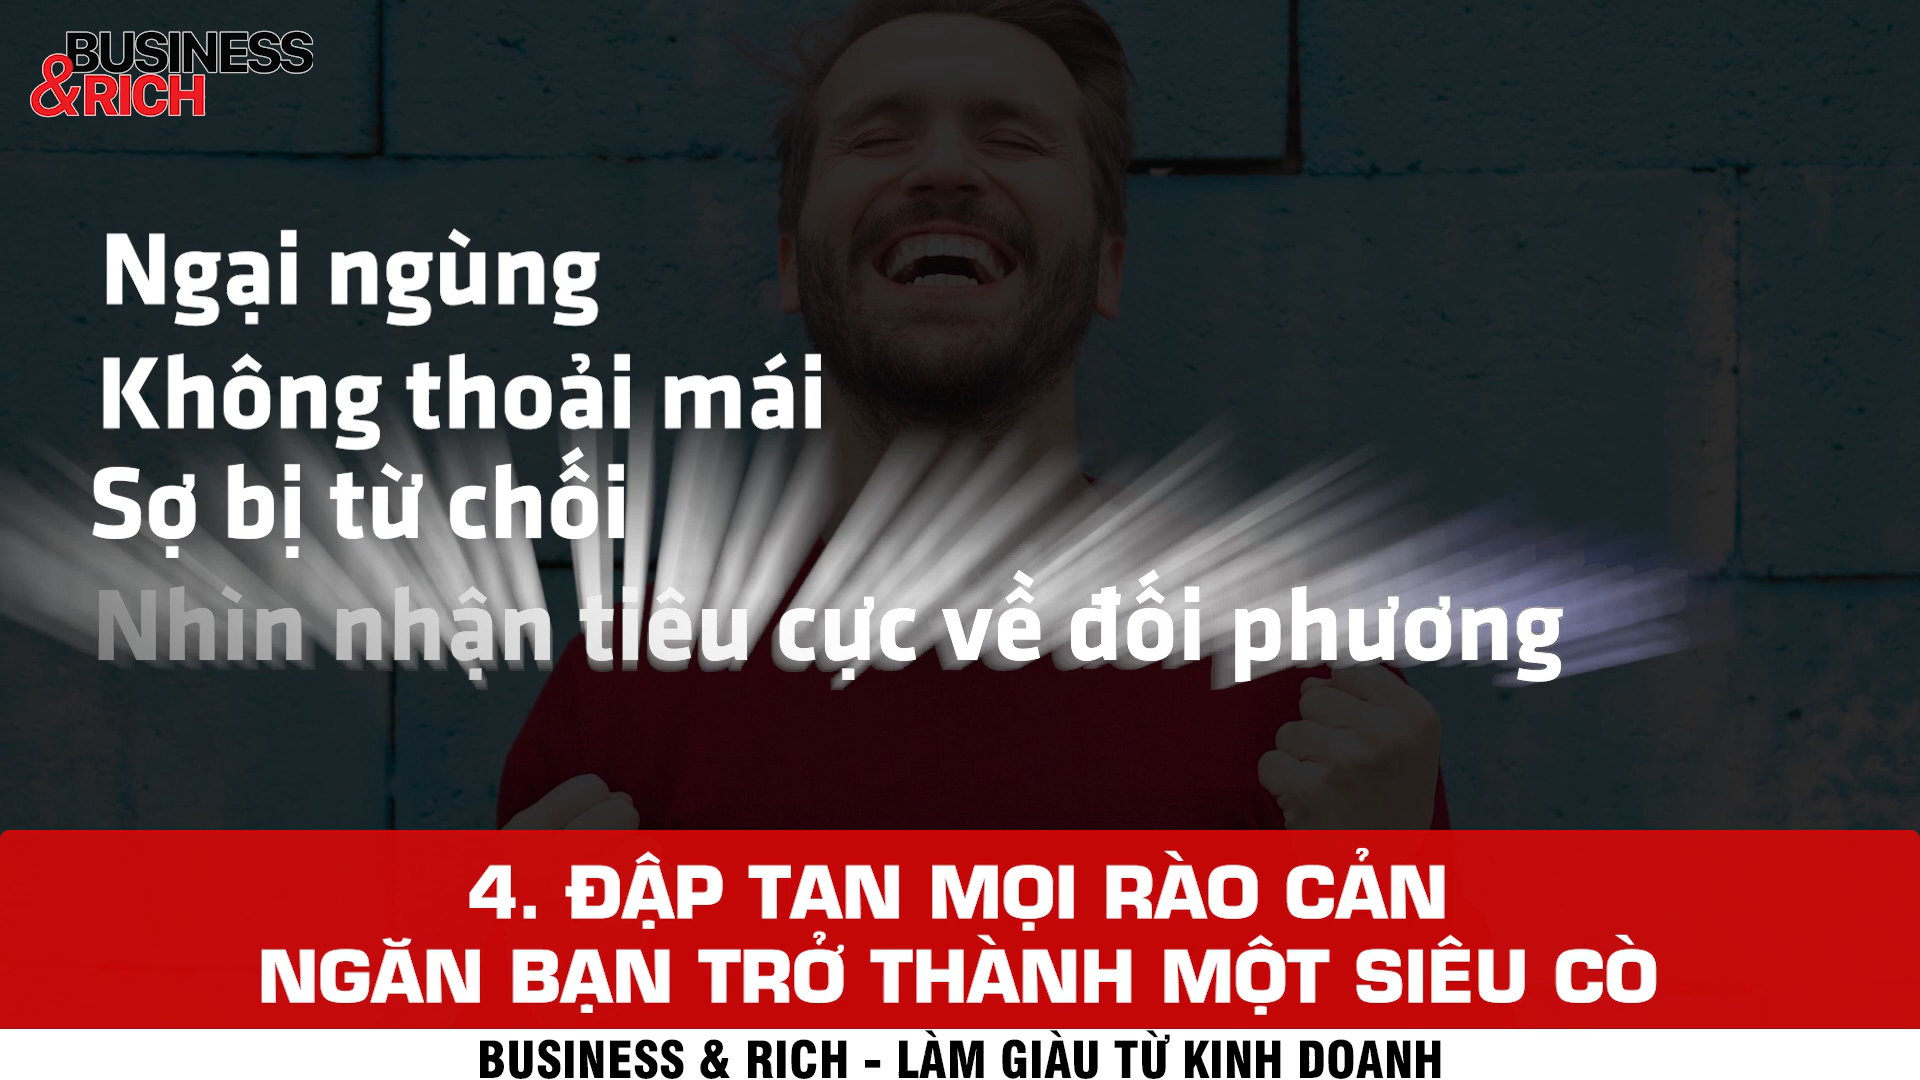 BUSINESS
&RICH
Ngại ngùng
Không thoải mái
Sợ bị từ chối
Nhìn nhận tiêu cực về đối phương
4. ĐẬP TAN MỌI RÀO CẢN
NGĂN BẠN TRỞ THÀNH MỘT SIÊU CÒ
BUSINESS & RICH - LÀM GIÀU TỪ KINH DOANH